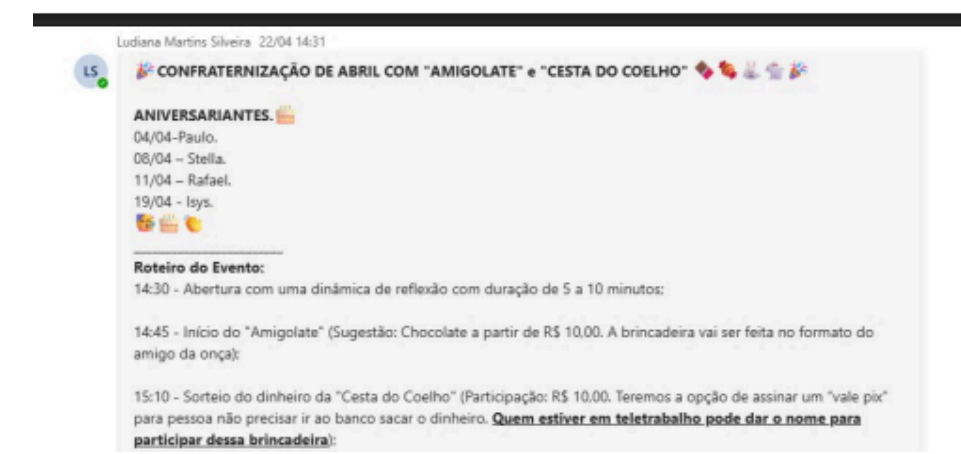 Ludiana Martins Silveira 22/04 14:31
LS
CONFRATERNIZAÇÃO DE ABRIL COM "AMIGOLATE" e "CESTA DO COELHO"
ANIVERSARIANTES.
04/04-Paulo.
08/04 – Stella.
11/04 – Rafael.
19/04 - Isys.
Roteiro do Evento:
14:30 - Abertura com uma dinâmica de reflexão com duração de 5 a 10 minutos;
14:45 - Início do "Amigolate" (Sugestão: Chocolate a partir de R$ 10,00. A brincadeira vai ser feita no formato do
amigo da onça);
15:10 - Sorteio do dinheiro da "Cesta do Coelho" (Participação: R$ 10,00. Teremos a opção de assinar um "vale pix"
para pessoa não precisar ir ao banco sacar o dinheiro. Quem estiver em teletrabalho pode dar o nome para
participar dessa brincadeira);